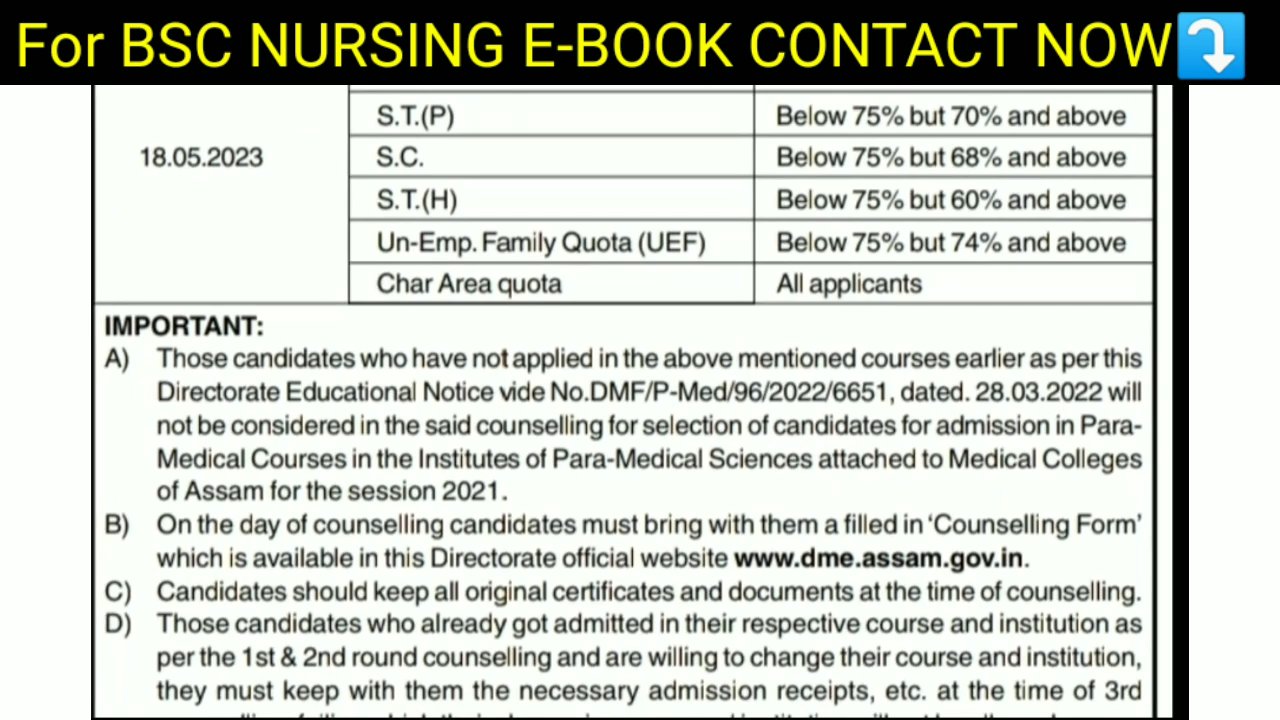 For BSC NURSING E-BOOK CONTACT NOW⤵️
S.T.(P) Below 75% but 70% and above
18.05.2023 S.C. Below 75% but 68% and above
S.T.(H) Below 75% but 60% and above
Un-Emp. Family Quota (UEF) Below 75% but 74% and above
Char Area quota All applicants
IMPORTANT:
A) Those candidates who have not applied in the above mentioned courses earlier as per this
Directorate Educational Notice vide No.DMF/P-Med/96/2022/6651, dated. 28.03.2022 will
not be considered in the said counselling for selection of candidates for admission in Para-
Medical Courses in the Institutes of Para-Medical Sciences attached to Medical Colleges
of Assam for the session 2021.
B) On the day of counselling candidates must bring with them a filled in ‘Counselling Form’
which is available in this Directorate official website www.dme.assam.gov.in.
C) Candidates should keep all original certificates and documents at the time of counselling.
D) Those candidates who already got admitted in their respective course and institution as
per the 1st & 2nd round counselling and are willing to change their course and institution,
they must keep with them the necessary admission receipts, etc. at the time of 3rd